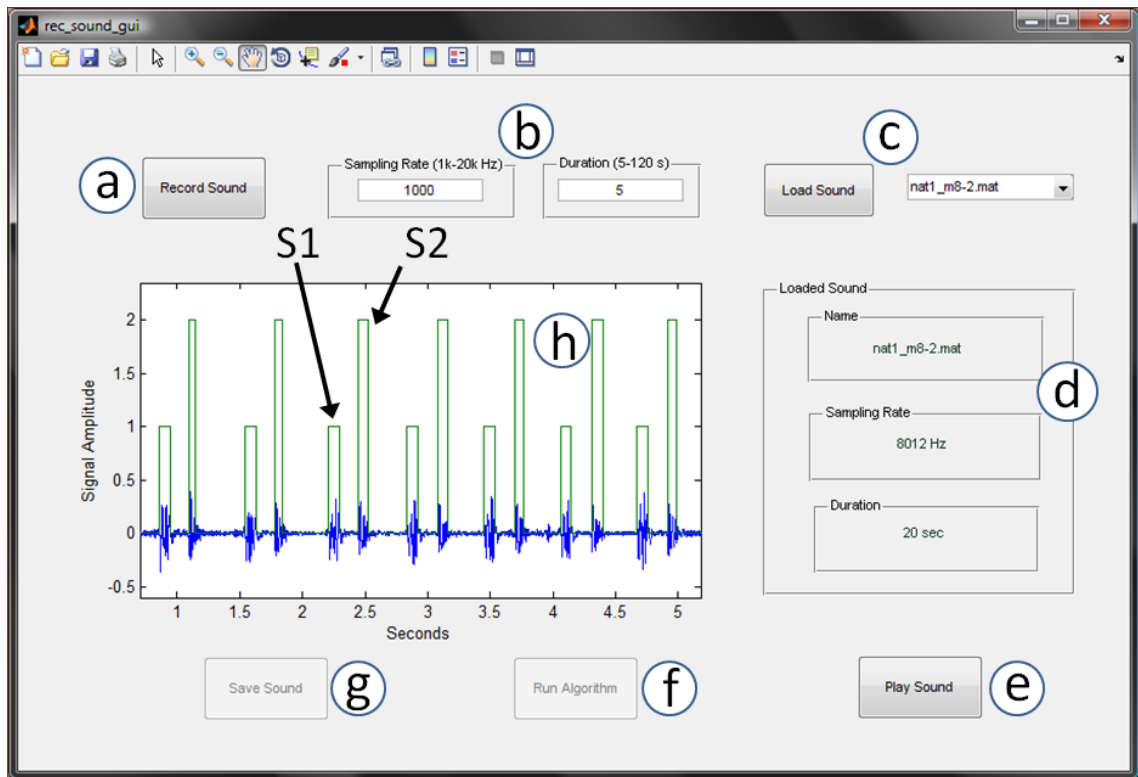 rec_sound_gui
b
c
a
Record Sound
Sampling Rate (1k-20k Hz)
1000
Duration (5-120 s)
5
Load Sound
nat1_m8-2.mat
S1
S2
h
Signal Amplitude
2
1.5
1
0.5
0
-0.5
1 1.5 2 2.5 3 3.5 4 4.5 5
Seconds
Loaded Sound
Name
nat1_m8-2.mat
d
Sampling Rate
8012 Hz
Duration
20 sec
Save Sound
g
Run Algorithm
f
Play Sound
e